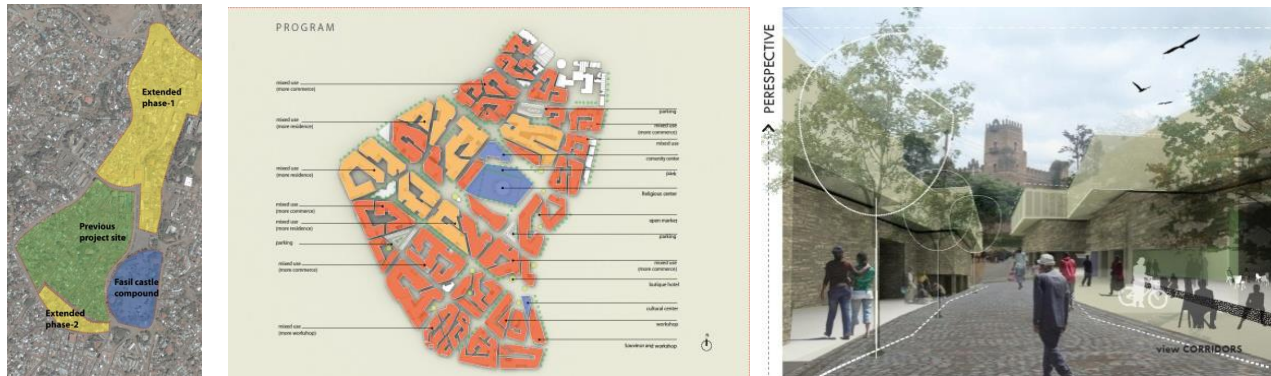 Extended
phase-1
Previous
project site
Fasil castle
compound
Extended
phase-2
PROGRAM
mixed use
(more commerce)
mixed use
(more residence)
mixed use
(more residence)
mixed use
(more commerce)
mixed use
(more residence)
parking
mixed use
(more commerce)
mixed use
(more workshop)
parking
mixed use
(more commerce)
mixed use
comunity center
park
Religious center
open market
parking
mixed use
(more commerce)
butique hotel
cultural center
workshop
Souvenor and workshop
N
PERESPECTIVE
view CORRIDORS